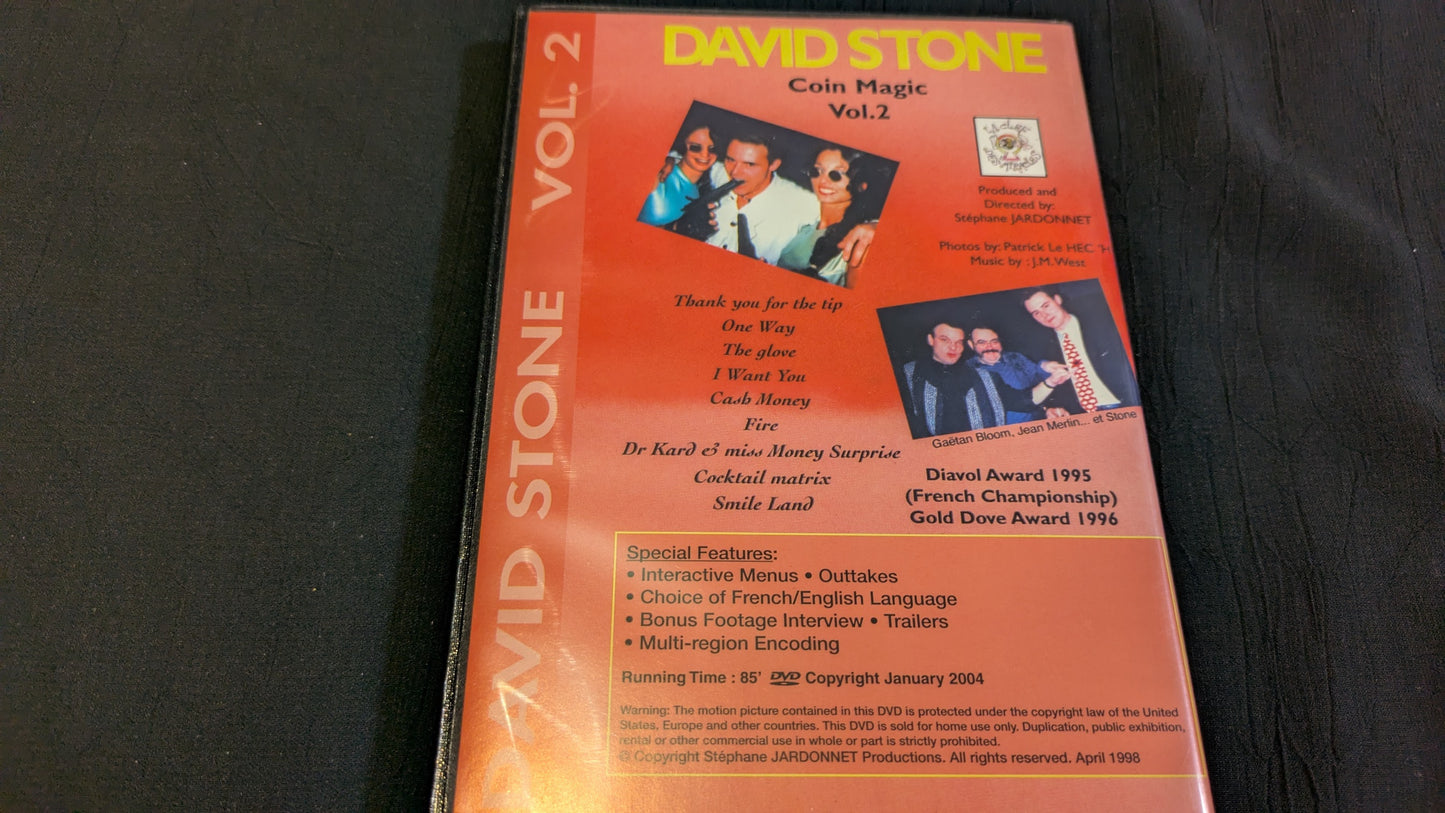 DAVID STONE VOL. 2
DAVID STONE
Coin Magic
Vol.2
Produced and
Directed by:
Stéphane JARDONNET
Photos by: Patrick Le HEC 'H
Music by : J.M. West
Thank you for the tip
One Way
The glove
I Want You
Cash Money
Fire
Dr Kard & miss Money Surprise
Cocktail matrix
Smile Land
Gaëtan Bloom, Jean Merlin... et Stone
Diavol Award 1995
(French Championship)
Gold Dove Award 1996
Special Features:
• Interactive Menus • Outtakes
• Choice of French/English Language
• Bonus Footage Interview • Trailers
• Multi-region Encoding
Running Time : 85' DVD Copyright January 2004
Warning: The motion picture contained in this DVD is protected under the copyright law of the United
States, Europe and other countries. This DVD is sold for home use only. Duplication, public exhibition,
rental or other commercial use in whole or part is strictly prohibited.
© Copyright Stéphane JARDONNET Productions. All rights reserved. April 1998